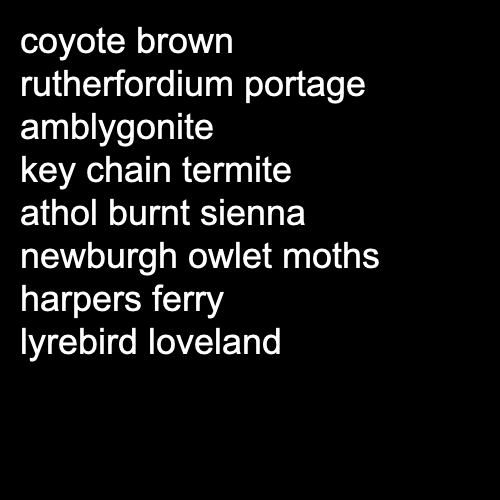 coyote brown
rutherfordium portage
amblygonite
key chain termite
athol burnt sienna
newburgh owlet moths
harpers ferry
lyrebird loveland